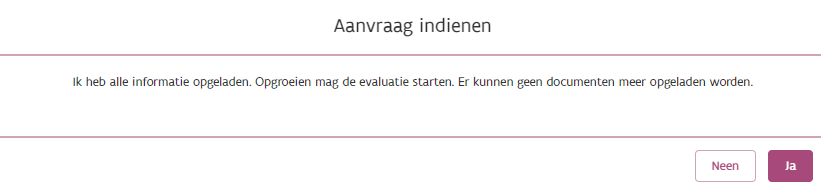 Aanvraag indienen
Ik heb alle informatie opgeladen. Opgroeien mag de evaluatie starten. Er kunnen geen documenten meer opgeladen worden.
Neen
Ja